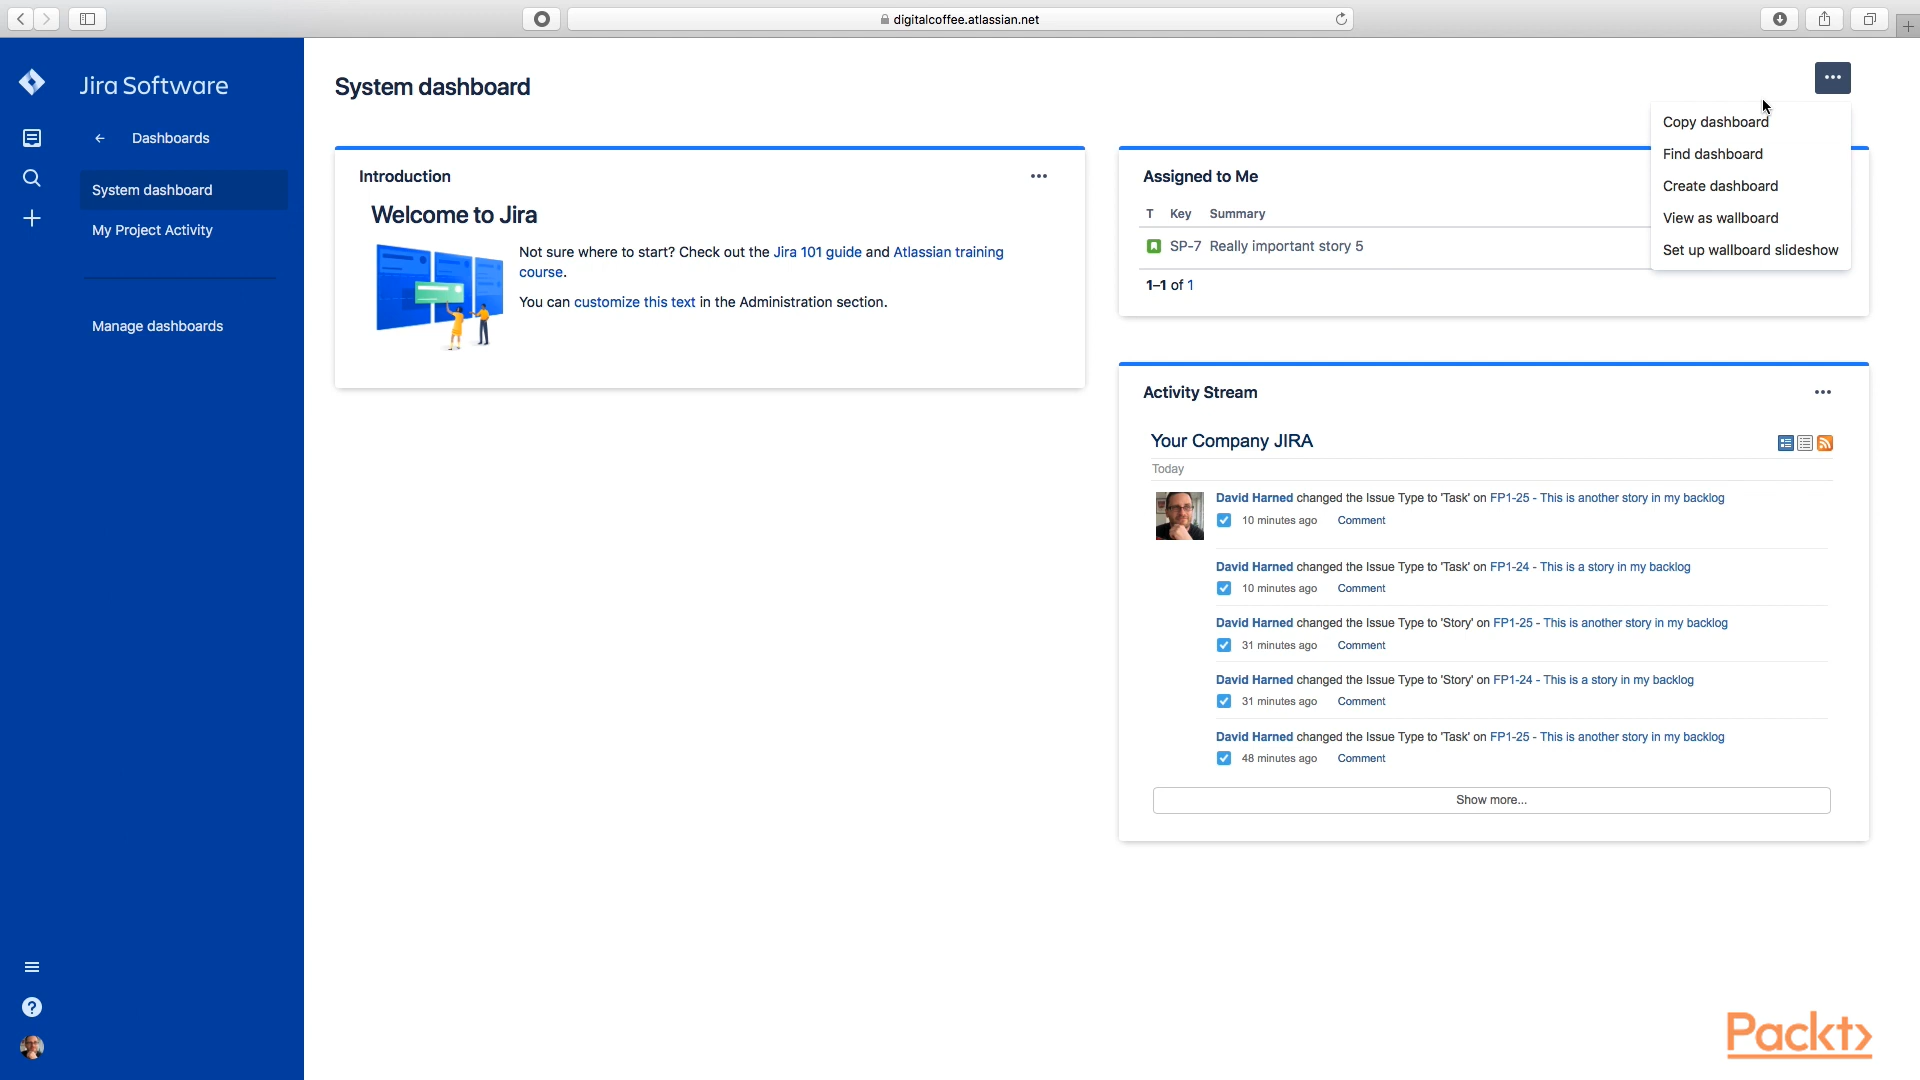 digitalcoffee.atlassian.net
Jira Software
Dashboards
System dashboard
My Project Activity
Manage dashboards
System dashboard
Copy dashboard
Find dashboard
Create dashboard
View as wallboard
Set up wallboard slideshow
Introduction
Welcome to Jira
Not sure where to start? Check out the Jira 101 guide and Atlassian training
course.
You can customize this text in the Administration section.
Assigned to Me
T Key Summary
SP-7 Really important story 5
1–1 of 1
Activity Stream
Your Company JIRA
Today
David Harned changed the Issue Type to 'Task' on FP1-25 - This is another story in my backlog
10 minutes ago Comment
David Harned changed the Issue Type to 'Task' on FP1-24 - This is a story in my backlog
10 minutes ago Comment
David Harned changed the Issue Type to 'Story' on FP1-25 - This is another story in my backlog
31 minutes ago Comment
David Harned changed the Issue Type to 'Story' on FP1-24 - This is a story in my backlog
31 minutes ago Comment
David Harned changed the Issue Type to 'Task' on FP1-25 - This is another story in my backlog
48 minutes ago Comment
Show more...
Packt>